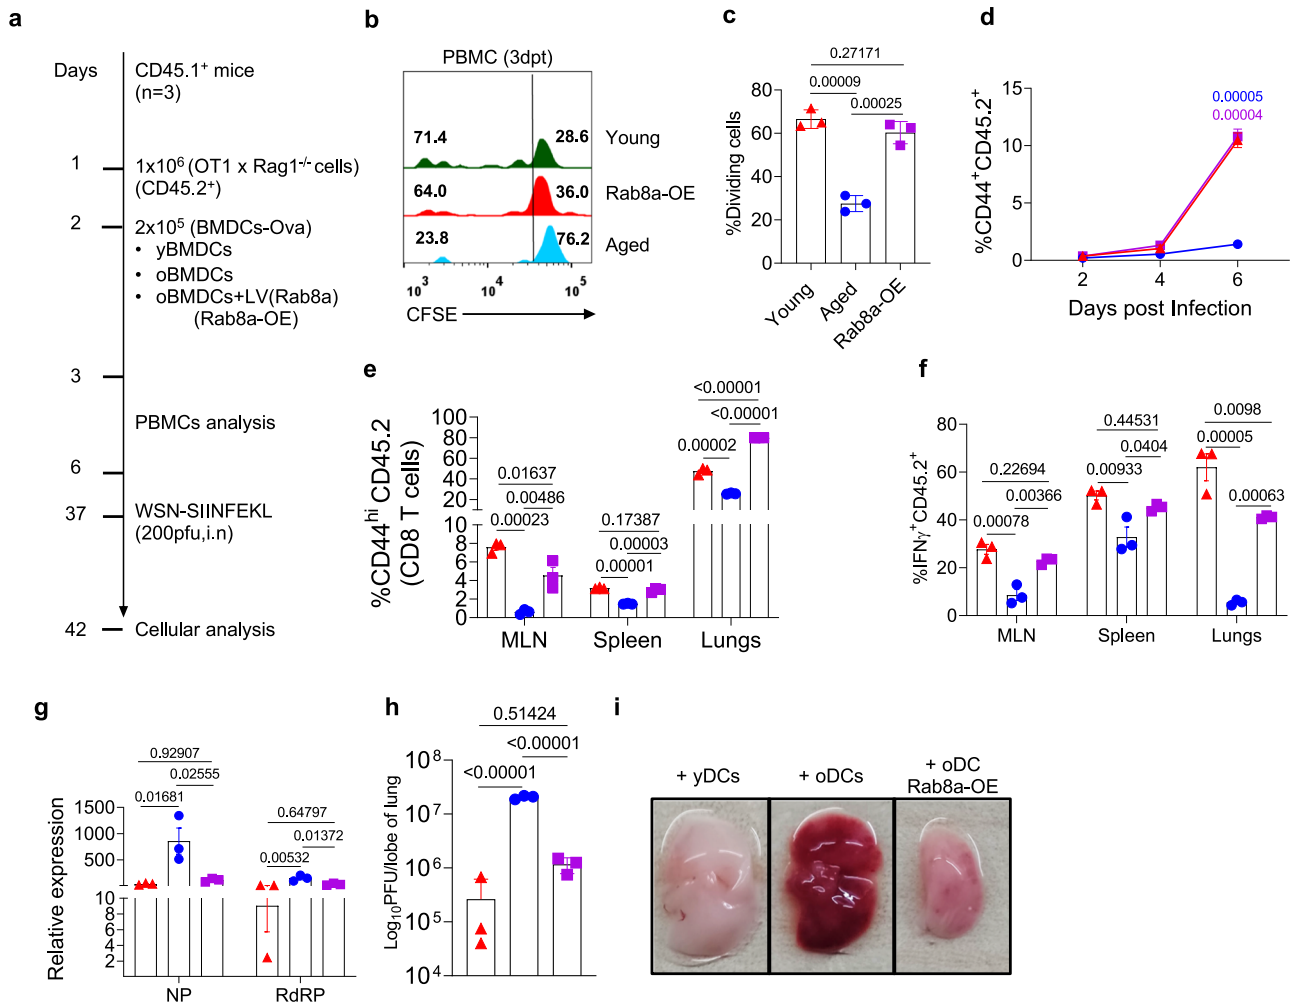 a
Days
CD45.1+ mice
(n=3)
1
1x10⁶ (OT1 x Rag1⁻/⁻ cells)
(CD45.2⁺)
2
2x10⁵ (BMDCs-Ova)
• yBMDCs
• oBMDCs
• oBMDCs+LV(Rab8a)
(Rab8a-OE)
3
PBMCs analysis
6
37
WSN-SIINFEKL
(200pfu,i.n)
42
Cellular analysis
b
PBMC (3dpt)
71.4 28.6 Young
64.0 36.0 Rab8a-OE
23.8 76.2 Aged
10³ 10⁴ 10⁵
CFSE
c
0.27171
0.00009
0.00025
%Dividing cells
80
60
40
20
0
Young
Aged
Rab8a-OE
d
%CD44⁺CD45.2⁺
15
10
5
0
0.00005
0.00004
2 4 6
Days post Infection
e
%CD44hi CD45.2
(CD8 T cells)
100
80
60
40
20
10
8
6
4
2
0
0.01637
0.00486
0.00023
0.17387
0.00003
0.00001
<0.00001
<0.00001
0.00002
MLN Spleen Lungs
f
%IFNγ⁺CD45.2⁺
80
60
40
20
0
0.22694
0.00366
0.00078
0.44531
0.0404
0.00933
0.0098
0.00005
0.00063
MLN Spleen Lungs
g
Relative expression
1500
1000
500
10
8
6
4
2
0.92907
0.02555
0.01681
0.64797
0.01372
0.00532
NP RdRP
h
Log₁₀PFU/lobe of lung
10⁸
10⁷
10⁶
10⁵
10⁴
0.51424
<0.00001
<0.00001
i
+ yDCs
+ oDCs
+ oDC
Rab8a-OE